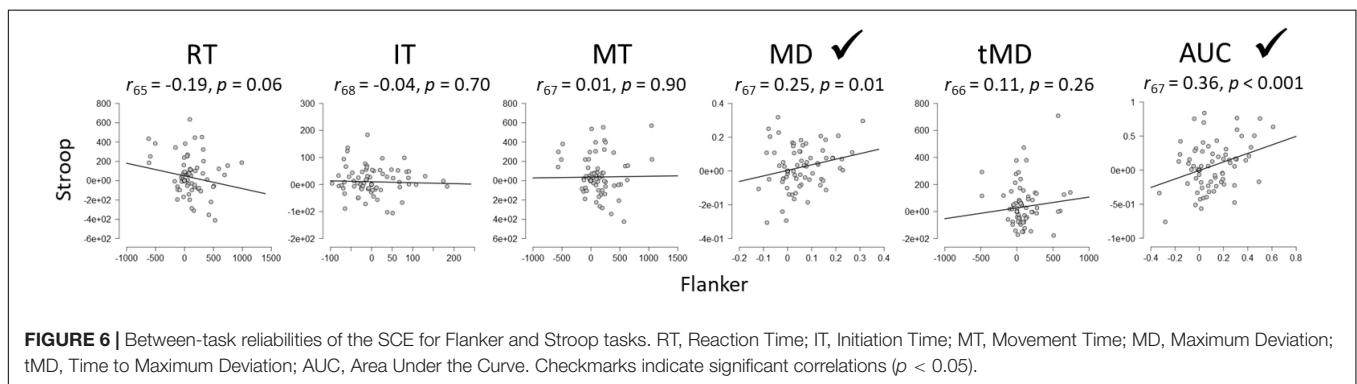 RT IT MT MD ✓ tMD AUC ✓
r65 = -0.19, p = 0.06 r68 = -0.04, p = 0.70 r67 = 0.01, p = 0.90 r67 = 0.25, p = 0.01 r66 = 0.11, p = 0.26 r67 = 0.36, p < 0.001
Stroop
800
600
400
200
0e+00
-2e+02
-4e+02
-6e+02
-1000 -500 0 500 1000 1500
300
200
100
0e+00
-1e+02
-2e+02
-100 0 100 200
800
600
400
200
0e+00
-2e+02
-4e+02
-6e+02
-1000 -500 0 500 1000 1500
0.4
0.2
0e+00
-2e-01
-4e-01
-0.2 -0.1 0 0.1 0.2 0.3 0.4
800
600
400
200
0e+00
-2e+02
-1000 -500 0 500 1000
1
0.5
0e+00
-5e-01
-1e+00
-0.4 -0.2 0 0.2 0.4 0.6 0.8
Flanker
FIGURE 6 | Between-task reliabilities of the SCE for Flanker and Stroop tasks. RT, Reaction Time; IT, Initiation Time; MT, Movement Time; MD, Maximum Deviation;
tMD, Time to Maximum Deviation; AUC, Area Under the Curve. Checkmarks indicate significant correlations (p < 0.05).